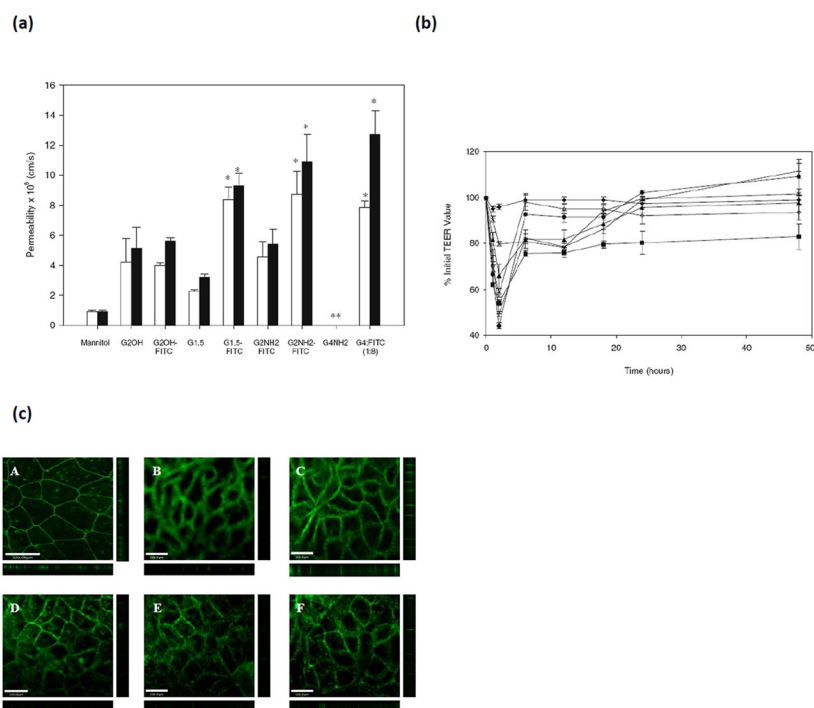 (a)
(b)
Permeability x 10⁶ (cm/s)
16
14
12
10
8
6
4
2
0
*
*
*
*
*
*
**
Mannitol
G2OH
G2OH-
FITC
G1.5
G1.5-
FITC
G2NH2
FITC
G2NH2-
FITC
G4NH2
G4:FITC
(1:8)
% Initial TEER Value
120
100
80
60
40
0
10
20
30
40
50
Time (hours)
(c)
A
B
C
D
E
F